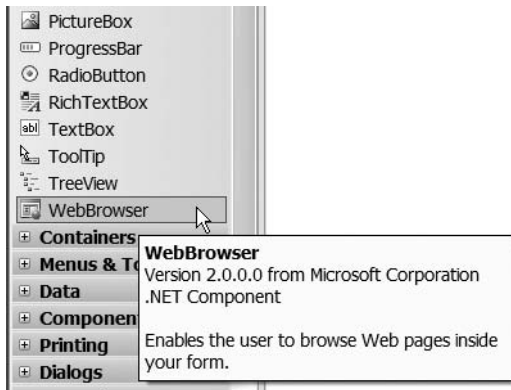 PictureBox
ProgressBar
RadioButton
RichTextBox
abl TextBox
ToolTip
TreeView
WebBrowser
Containers
Menus & To
Data
Componen
Printing
Dialogs
WebBrowser
Version 2.0.0.0 from Microsoft Corporation
.NET Component
Enables the user to browse Web pages inside
your form.